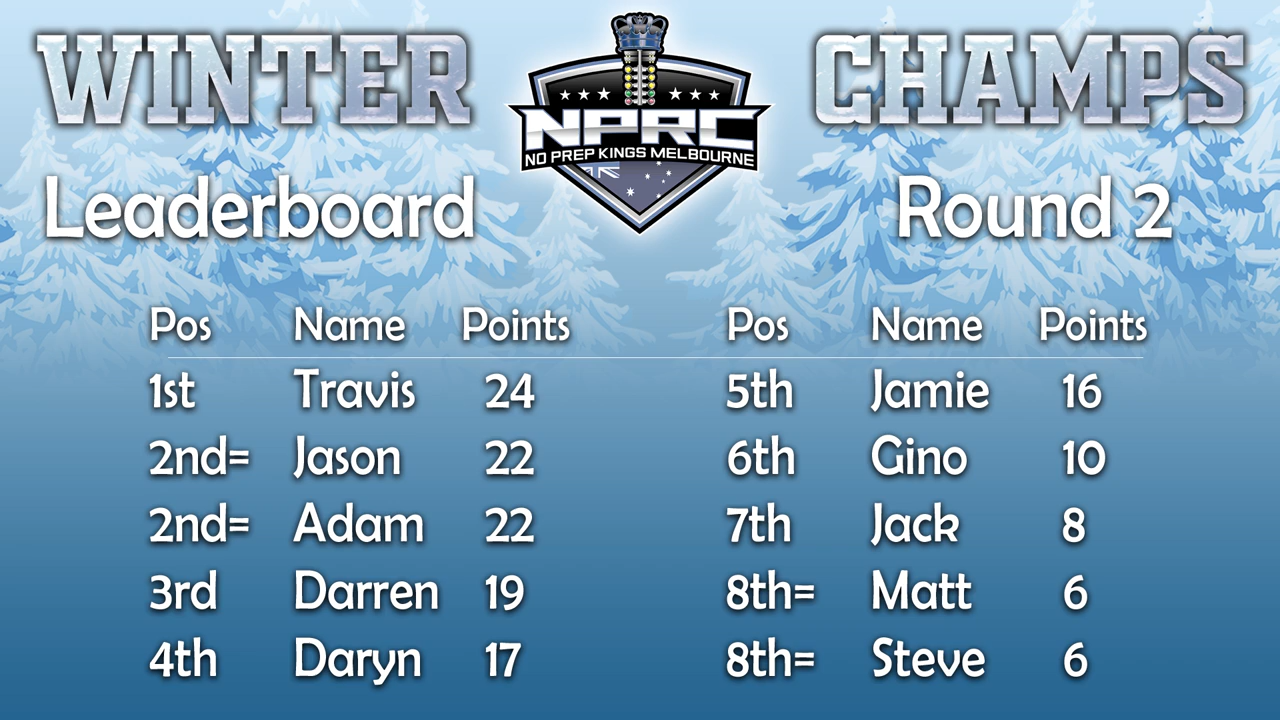 WINTER CHAMPS
NPRC
NO PREP KINGS MELBOURNE
Leaderboard Round 2
Pos Name Points Pos Name Points
1st Travis 24 5th Jamie 16
2nd= Jason 22 6th Gino 10
2nd= Adam 22 7th Jack 8
3rd Darren 19 8th= Matt 6
4th Daryn 17 8th= Steve 6